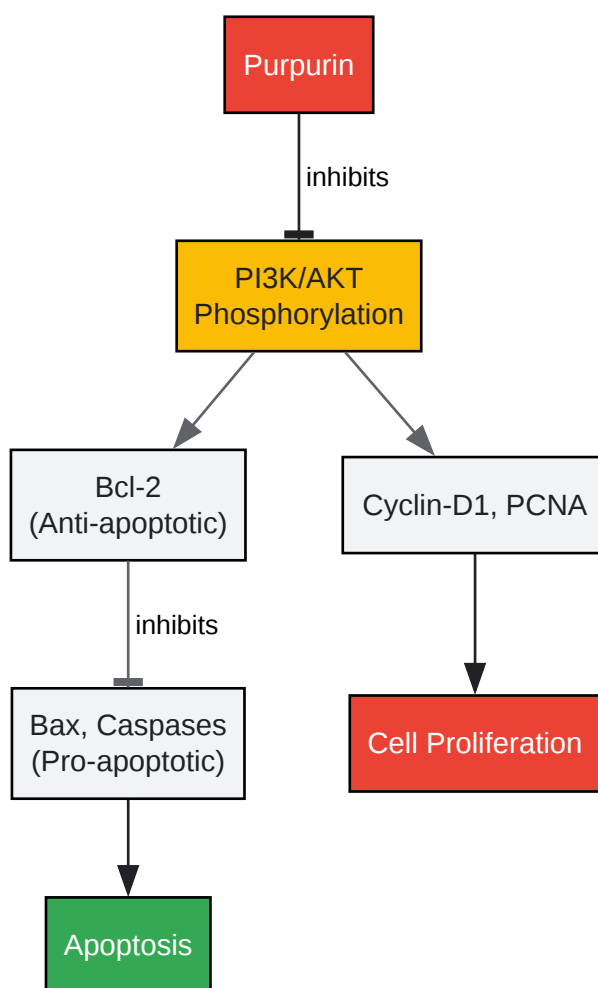 Purpurin
inhibits
PI3K/AKT
Phosphorylation
Bcl-2
(Anti-apoptotic)
Cyclin-D1, PCNA
inhibits
Bax, Caspases
(Pro-apoptotic)
Cell Proliferation
Apoptosis